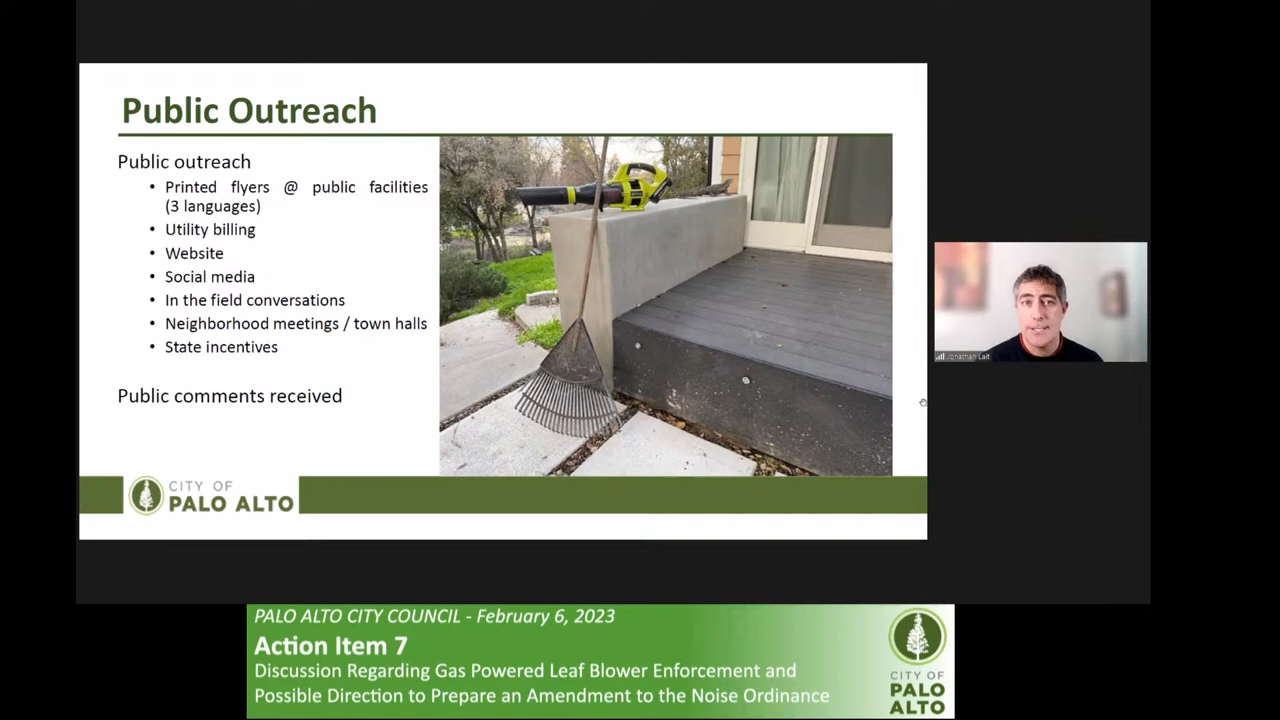 Public Outreach
Public outreach
• Printed flyers @ public facilities
(3 languages)
• Utility billing
• Website
• Social media
• In the field conversations
• Neighborhood meetings / town halls
• State incentives
Public comments received
CITY OF
PALO ALTO
Jonathan Lait
PALO ALTO CITY COUNCIL - February 6, 2023
Action Item 7
Discussion Regarding Gas Powered Leaf Blower Enforcement and
Possible Direction to Prepare an Amendment to the Noise Ordinance
CITY OF
PALO
ALTO